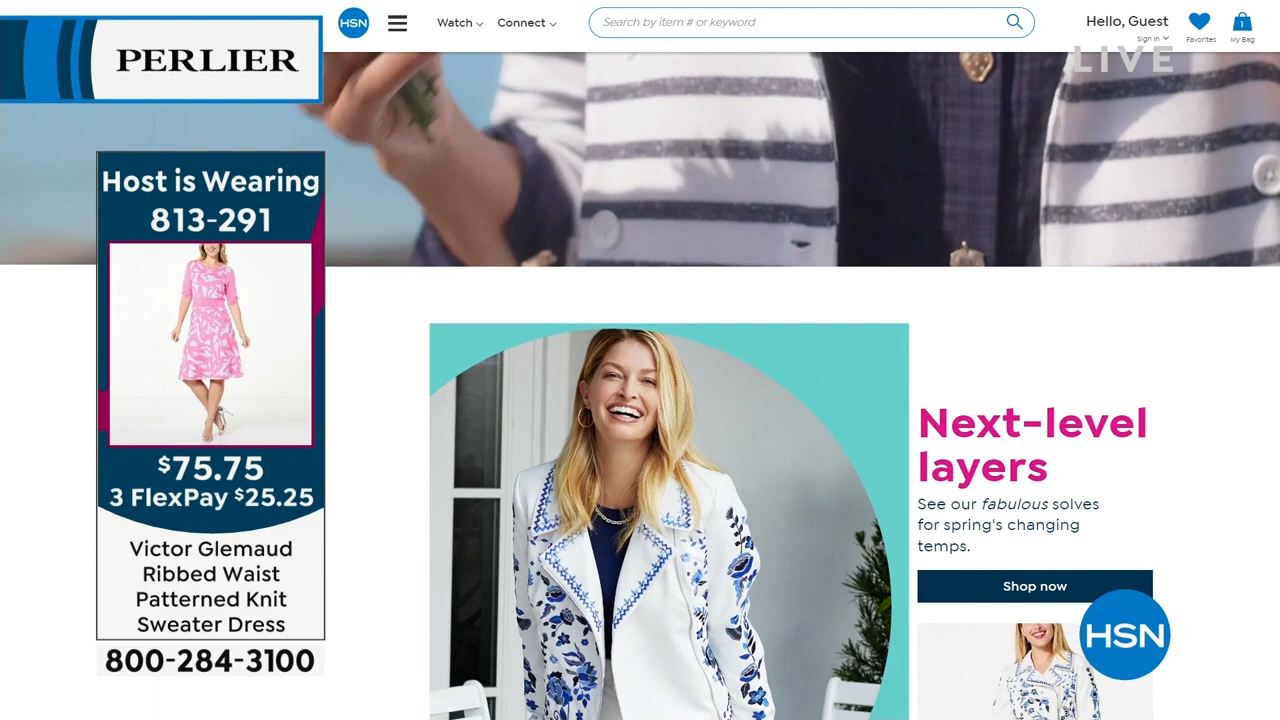 PERLIER
HSN
Watch
Connect
Search by item # or keyword
Hello, Guest
Sign in
Favorites
1
My Bag
LIVE
Host is Wearing
813-291
$75.75
3 FlexPay $25.25
Victor Glemaud
Ribbed Waist
Patterned Knit
Sweater Dress
800-284-3100
Next-level
layers
See our fabulous solves
for spring's changing
temps.
Shop now
HSN